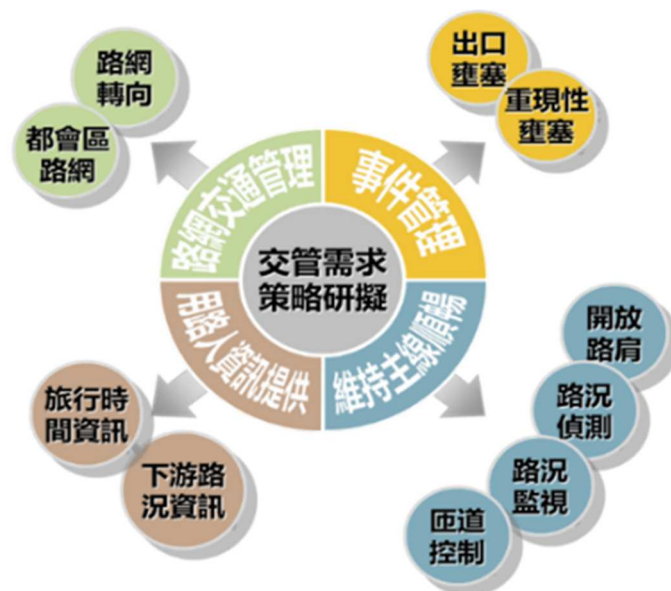 路網
轉向
都會區
路網
出口
壅塞
重現性
壅塞
路網交通管理
事件管理
交管需求
策略研擬
用路人資訊提供
維持主線順暢
旅行時
間資訊
下游路
況資訊
開放
路肩
路況
偵測
路況
監視
匝道
控制